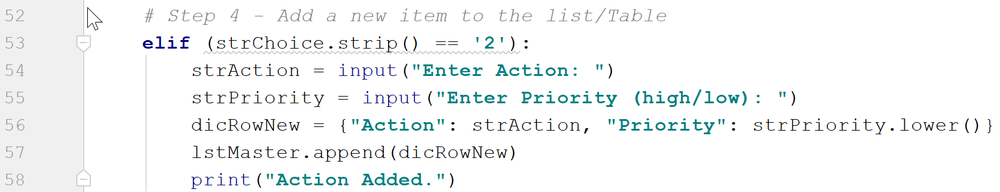 52 # Step 4 - Add a new item to the list/Table
53 elif (strChoice.strip() == '2'):
54 strAction = input("Enter Action: ")
55 strPriority = input("Enter Priority (high/low): ")
56 dicRowNew = {"Action": strAction, "Priority": strPriority.lower()}
57 lstMaster.append(dicRowNew)
58 print("Action Added.")